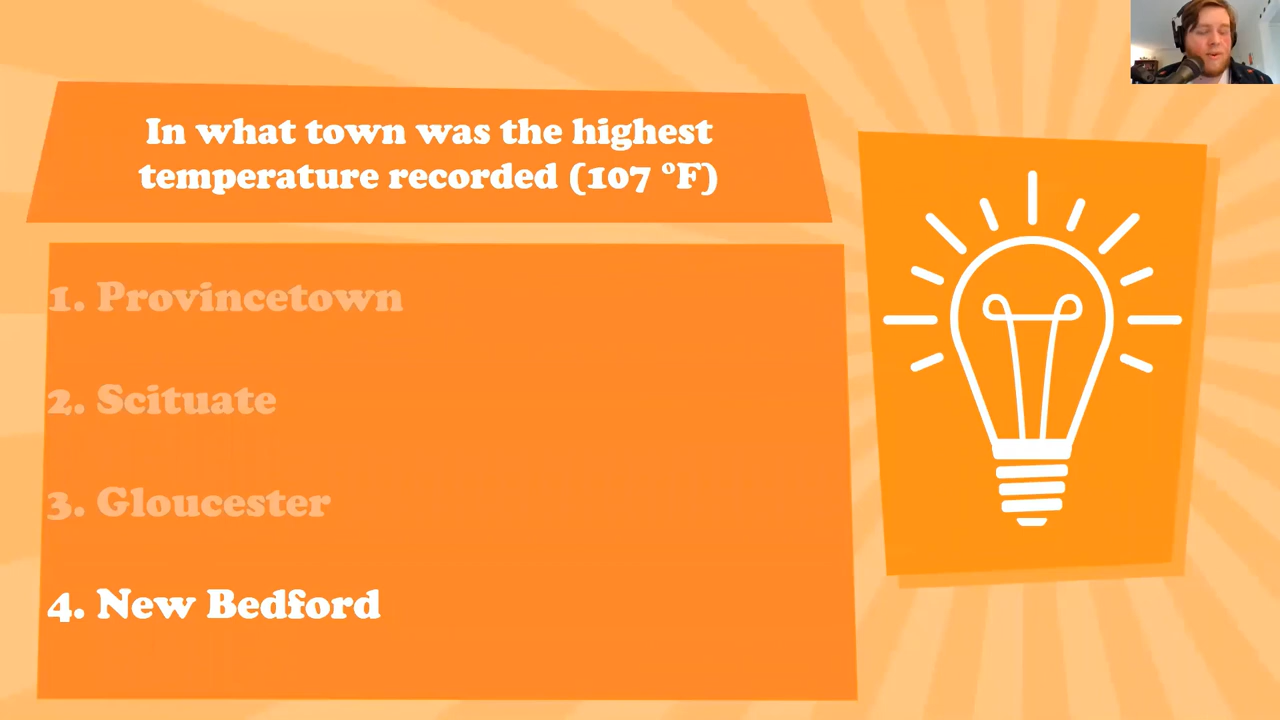 In what town was the highest
temperature recorded (107 °F)
1. Provincetown
2. Scituate
3. Gloucester
4. New Bedford